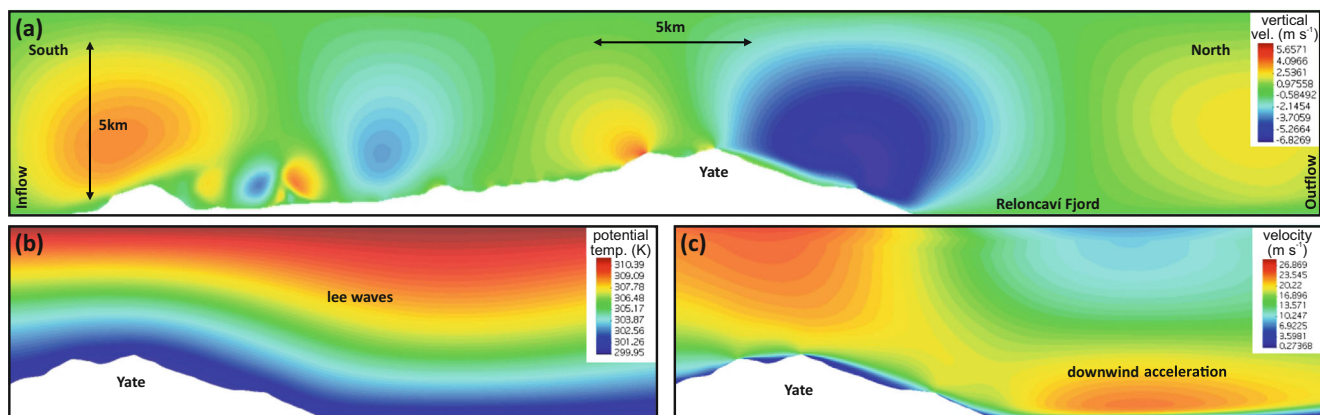 (a)
5km
vertical
vel. (m s⁻¹)
South
North
5.6571
4.0966
2.5361
0.97558
-0.58492
-2.1454
-3.7059
-5.2664
-6.8269
5km
Inflow
Yate
Reloncaví Fjord
Outflow
(b)
potential
temp. (K)
310.39
309.09
307.78
306.48
305.17
303.87
302.56
301.26
299.95
lee waves
Yate
(c)
velocity
(m s⁻¹)
26.869
23.545
20.22
16.896
13.571
10.247
6.9225
3.5981
0.27368
downwind acceleration
Yate